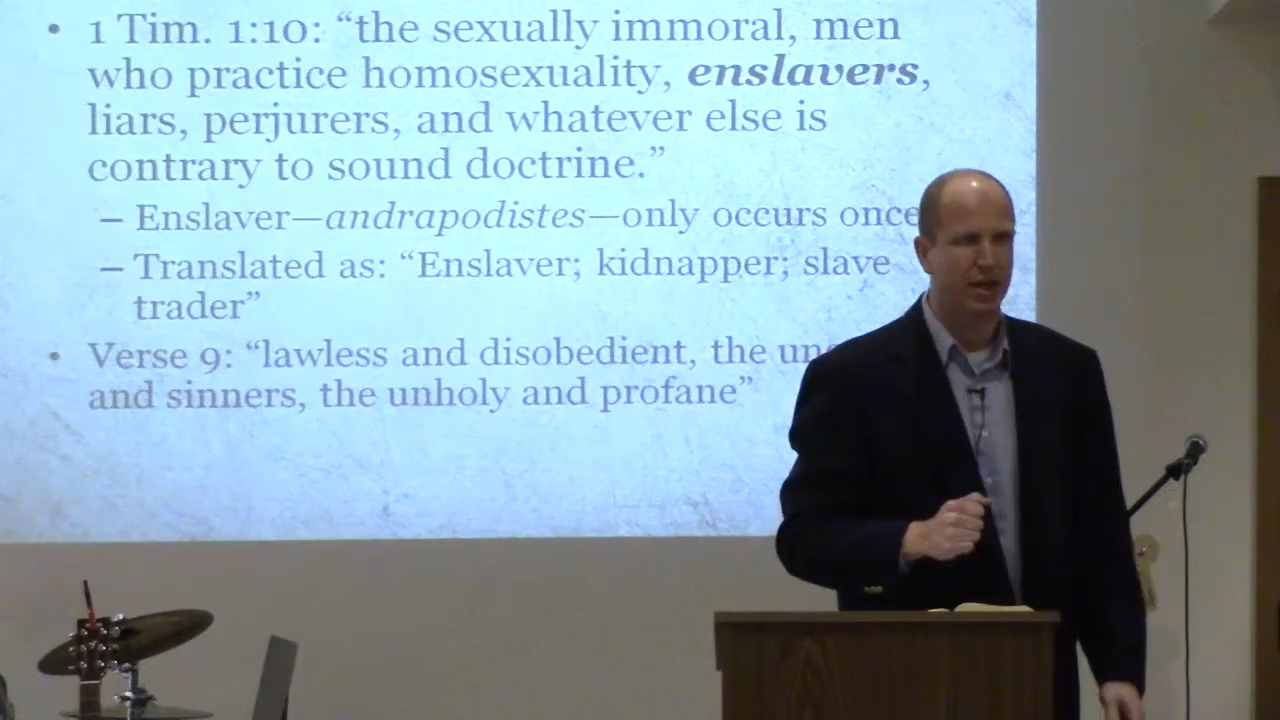 • 1 Tim. 1:10: “the sexually immoral, men
who practice homosexuality, enslavers,
liars, perjurers, and whatever else is
contrary to sound doctrine.”
– Enslaver—andrapodistes—only occurs once
– Translated as: “Enslaver; kidnapper; slave
trader”
• Verse 9: “lawless and disobedient, the
and sinners, the unholy and profane”